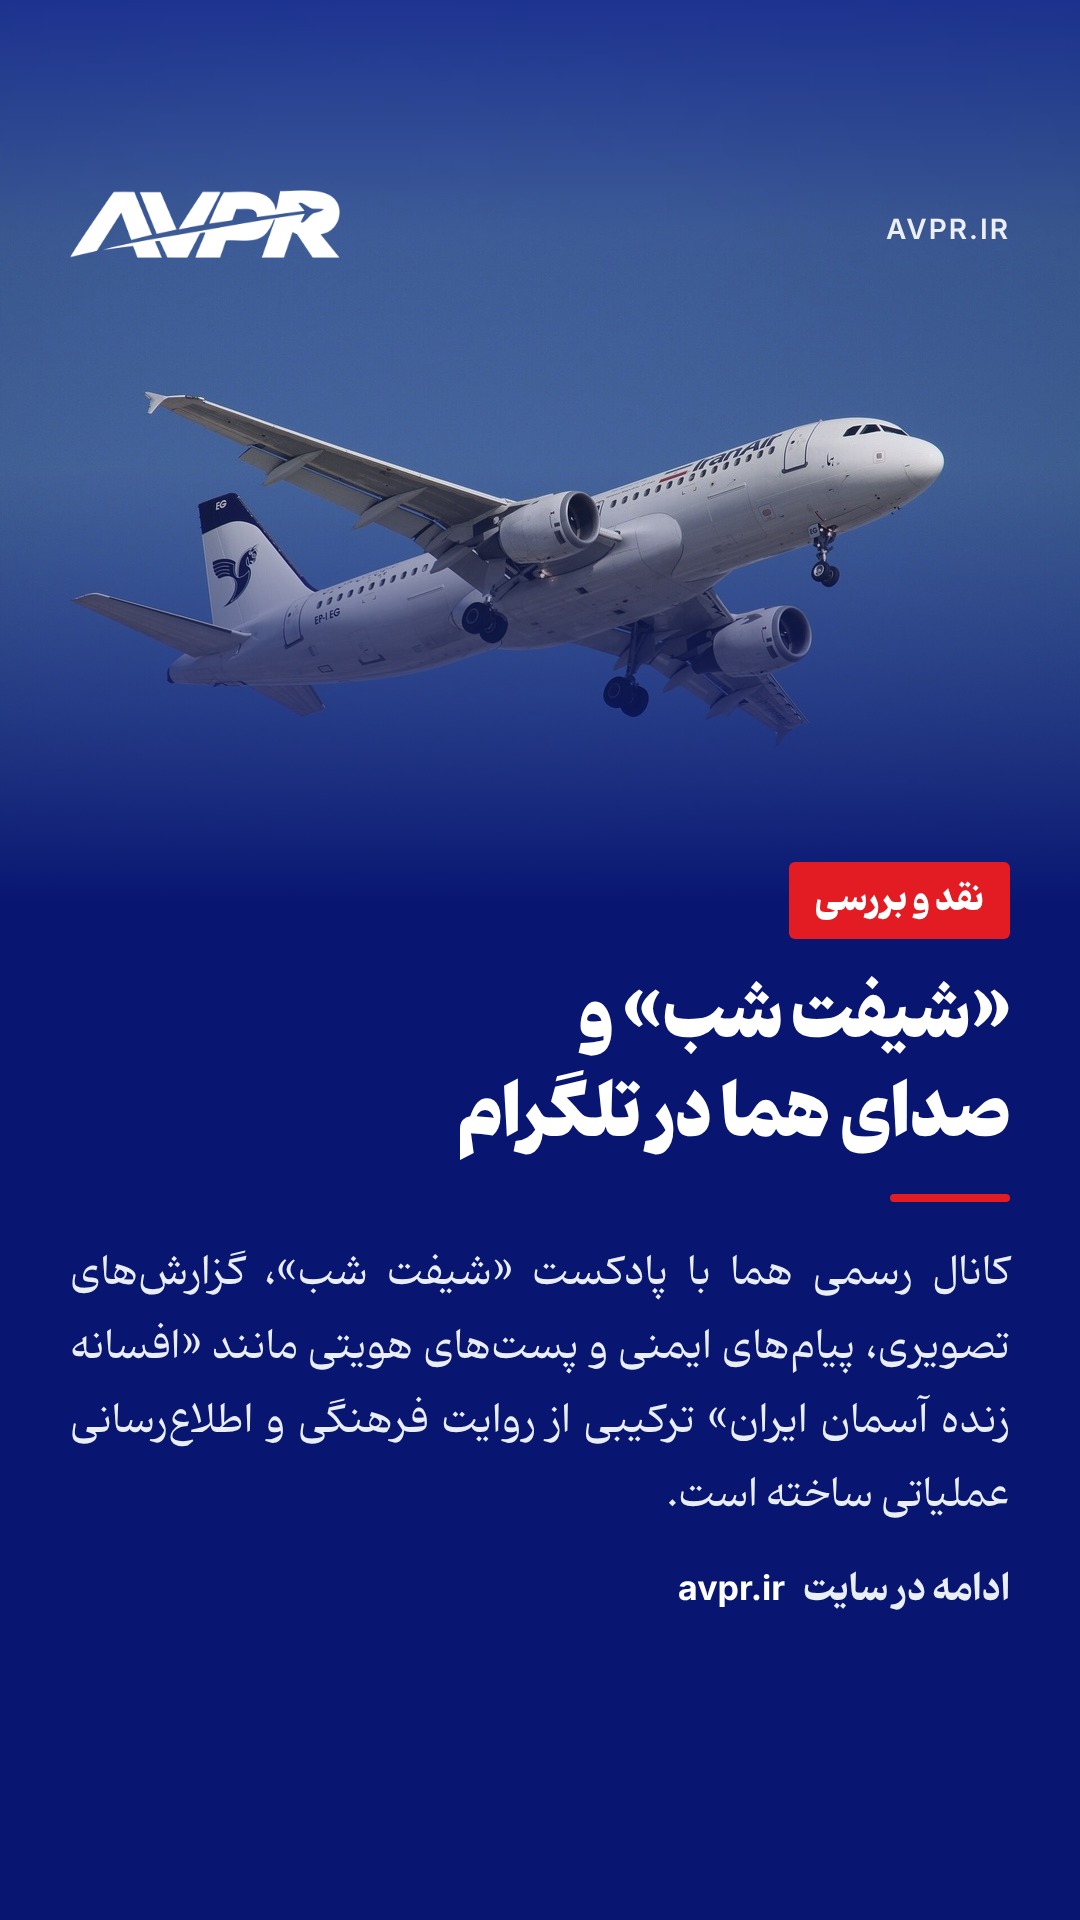 AVPR
AVPR.IR
IranAir
EG
EP-IEG
EG
نقد و بررسی
«شیفت شب» و
صدای هما در تلگرام
کانال رسمی هما با پادکست «شیفت شب»، گزارش‌های
تصویری، پیام‌های ایمنی و پست‌های هویتی مانند «افسانه
زنده آسمان ایران» ترکیبی از روایت فرهنگی و اطلاع‌رسانی
عملیاتی ساخته است.
ادامه در سایت avpr.ir